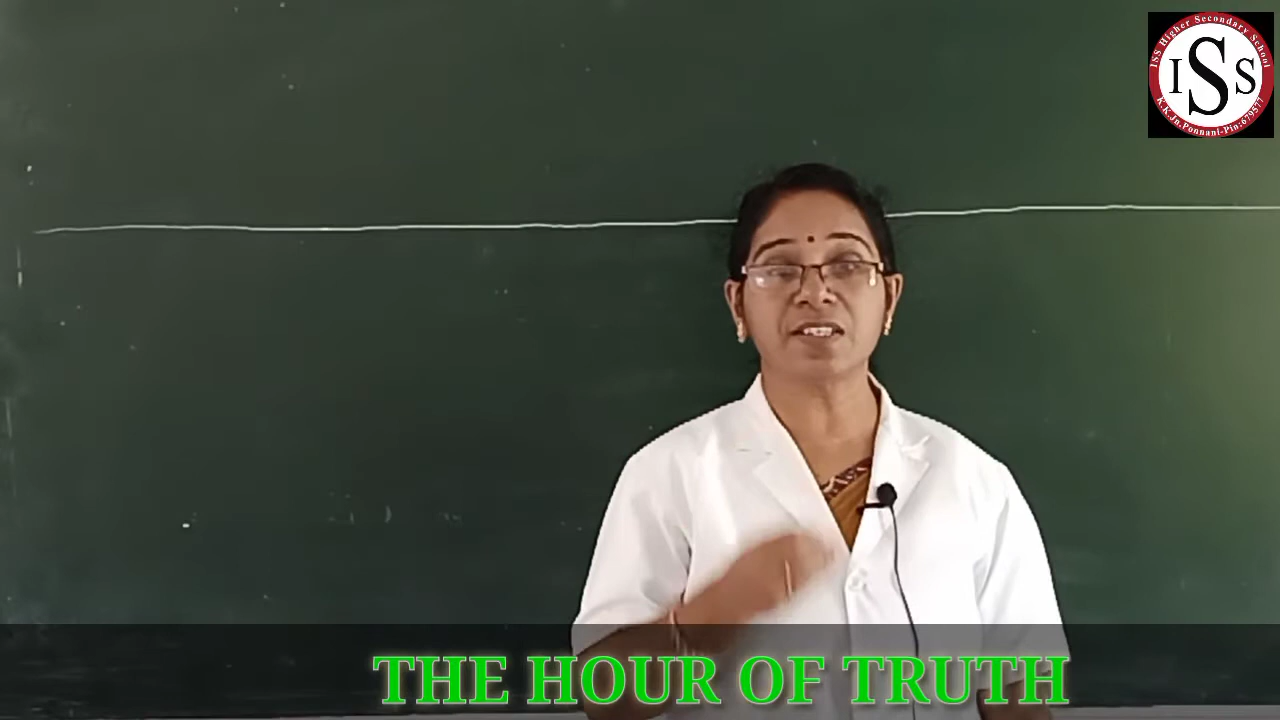 ISS Higher Secondary School
ISS
K.K.Jn.Ponnani-Pin:679577
THE HOUR OF TRUTH